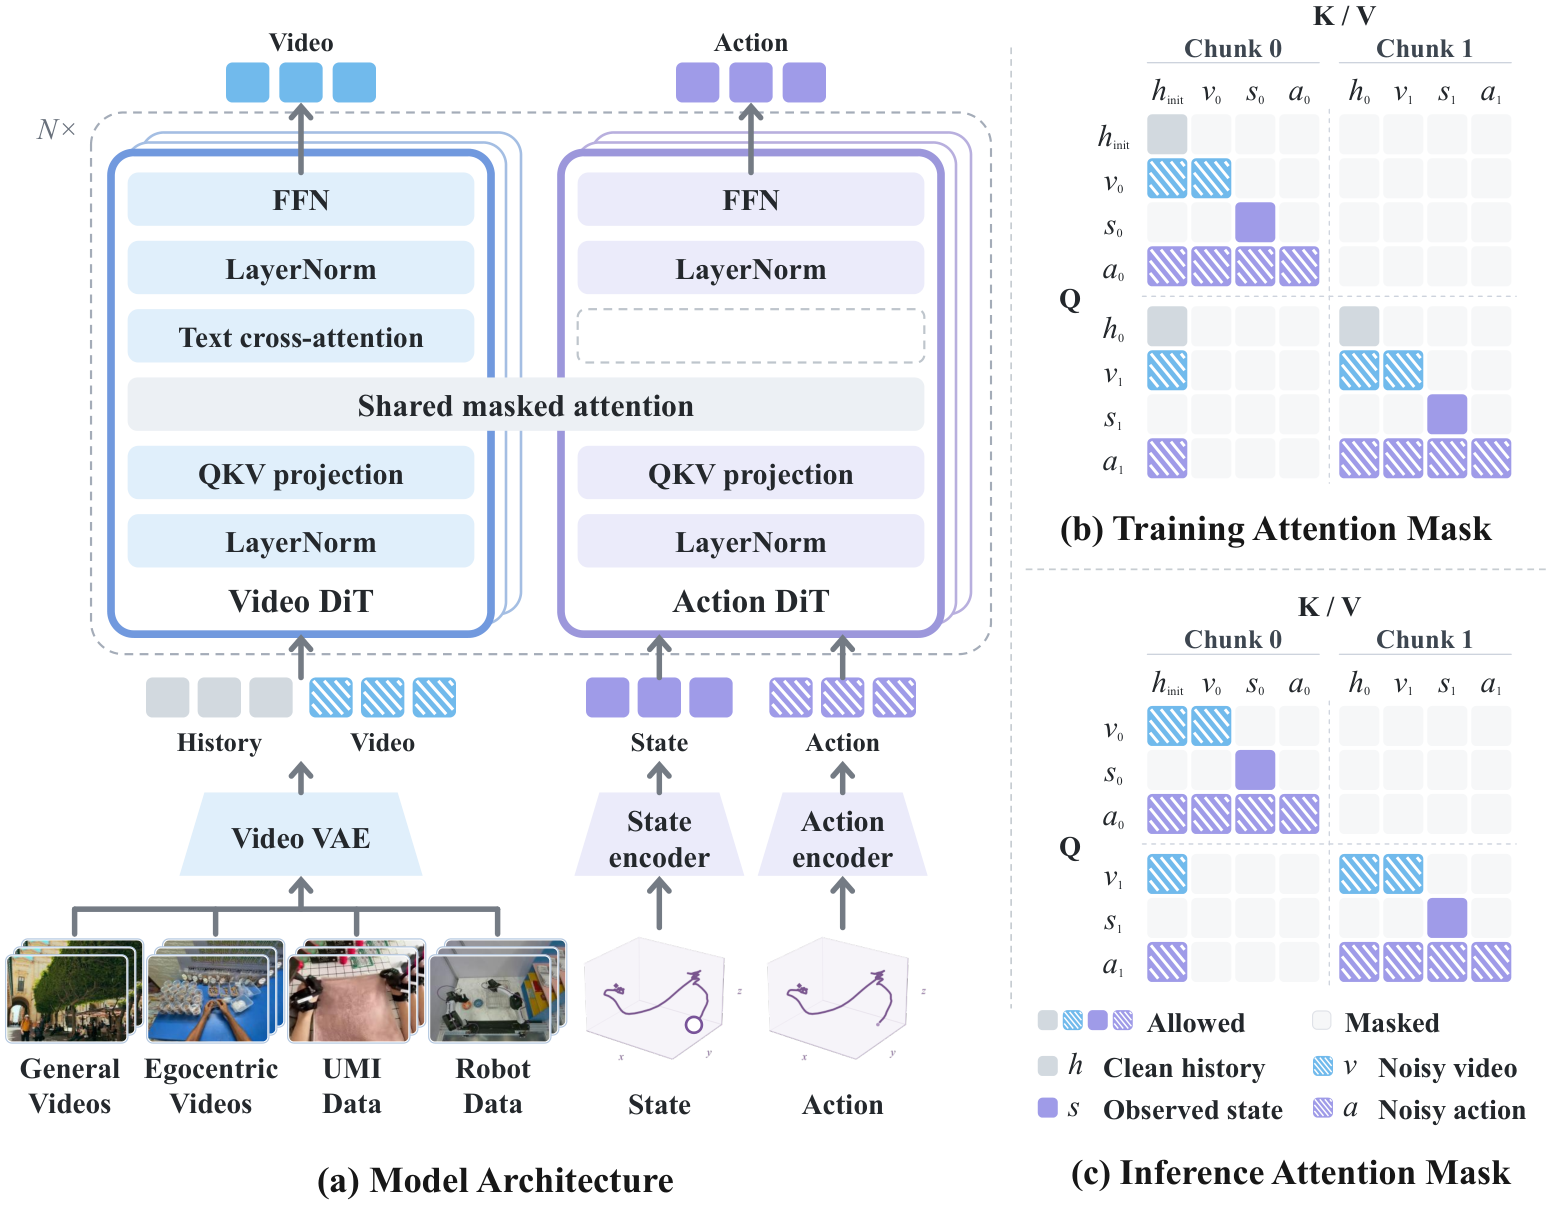 Video
Action
N×
FFN
LayerNorm
Text cross-attention
QKV projection
LayerNorm
Video DiT
FFN
LayerNorm
Shared masked attention
QKV projection
LayerNorm
Action DiT
History
Video
State
Action
Video VAE
State
encoder
Action
encoder
General
Videos
Egocentric
Videos
UMI
Data
Robot
Data
x
y
z
State
x
y
z
Action
(a) Model Architecture
K / V
Chunk 0
Chunk 1
h_init v_0 s_0 a_0 h_0 v_1 s_1 a_1
h_init
v_0
s_0
a_0
Q
h_0
v_1
s_1
a_1
(b) Training Attention Mask
K / V
Chunk 0
Chunk 1
h_init v_0 s_0 a_0 h_0 v_1 s_1 a_1
v_0
s_0
a_0
Q
v_1
s_1
a_1
Allowed
Masked
h Clean history
v Noisy video
s Observed state
a Noisy action
(c) Inference Attention Mask